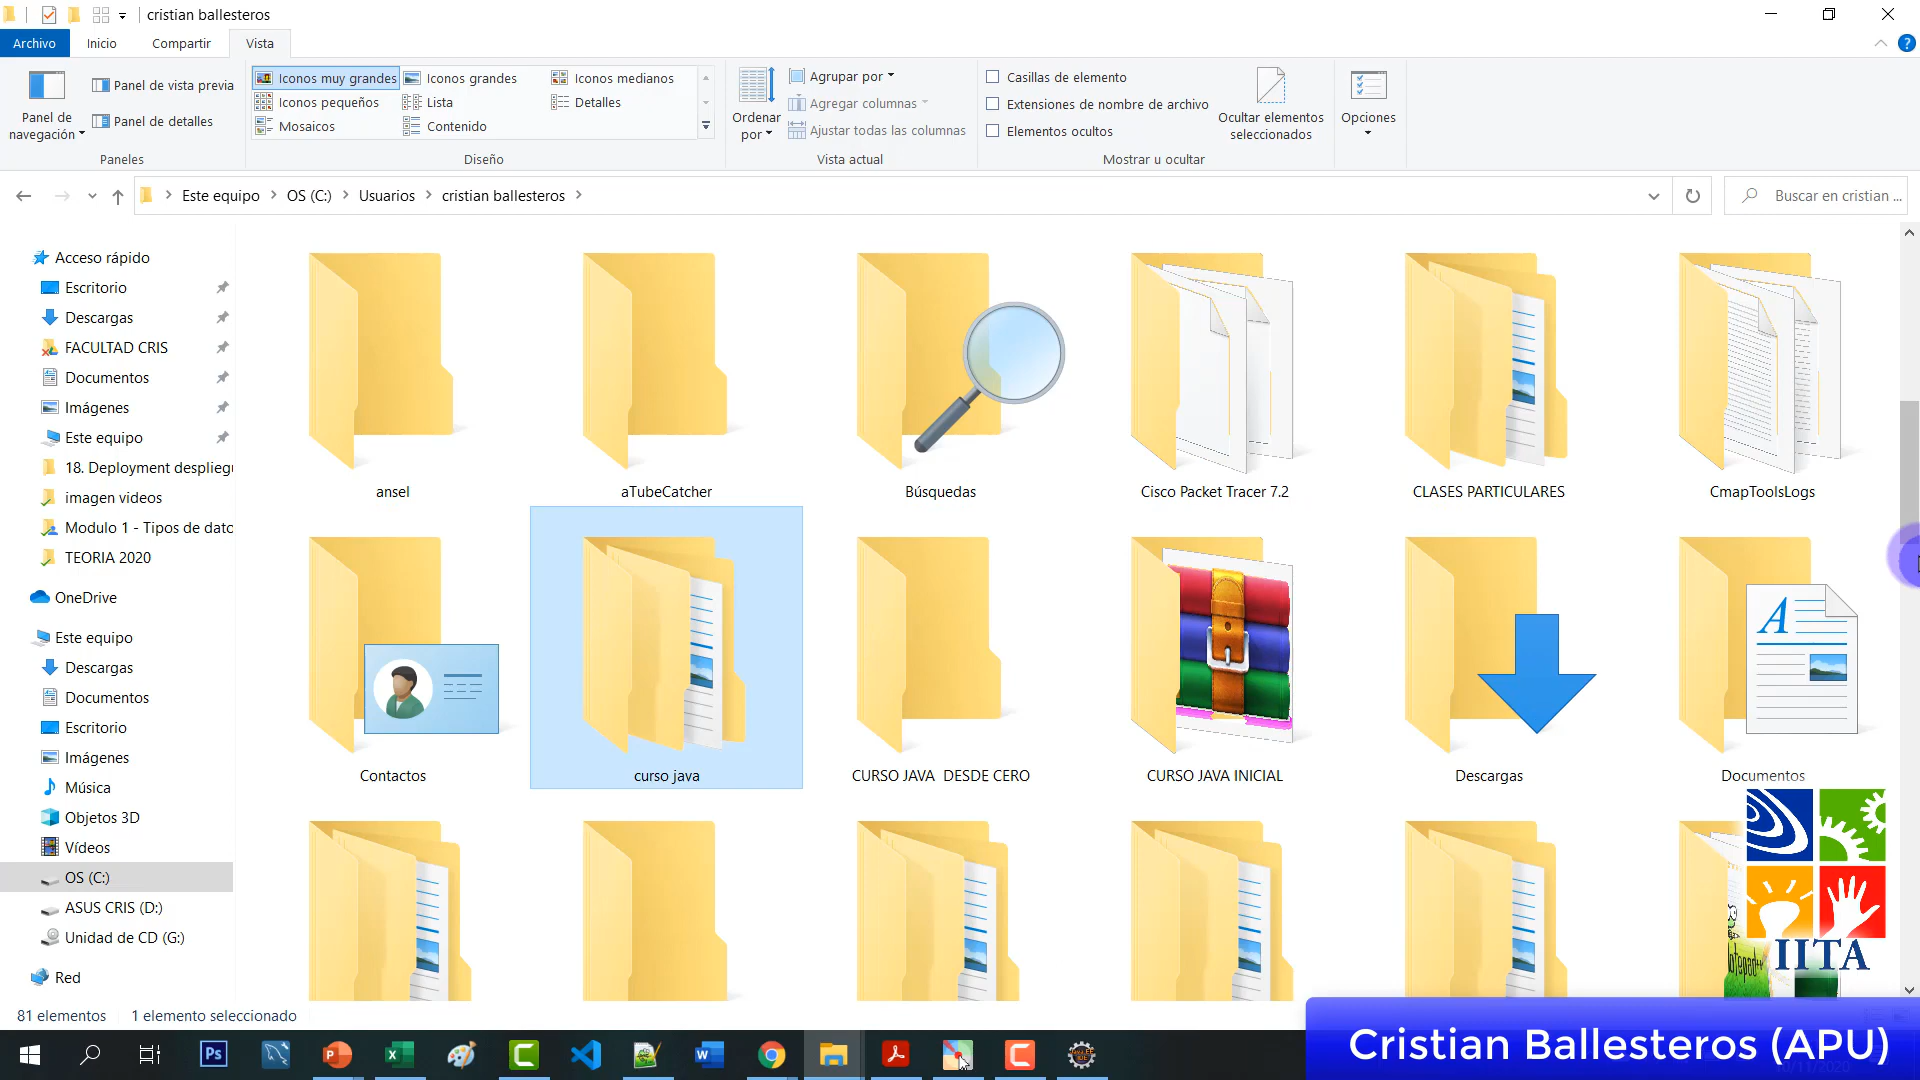 cristian ballesteros
Archivo
Inicio
Compartir
Vista
Panel de navegación
Panel de vista previa
Panel de detalles
Paneles
Iconos muy grandes
Iconos grandes
Iconos medianos
Iconos pequeños
Lista
Detalles
Mosaicos
Contenido
Diseño
Ordenar por
Agrupar por
Agregar columnas
Ajustar todas las columnas
Vista actual
Casillas de elemento
Extensiones de nombre de archivo
Elementos ocultos
Ocultar elementos seleccionados
Mostrar u ocultar
Opciones
Este equipo
OS (C:)
Usuarios
cristian ballesteros
Buscar en cristian ...
Acceso rápido
Escritorio
Descargas
FACULTAD CRIS
Documentos
Imágenes
Este equipo
18. Deployment despliegu
imagen videos
Modulo 1 - Tipos de dato
TEORIA 2020
OneDrive
Este equipo
Descargas
Documentos
Escritorio
Imágenes
Música
Objetos 3D
Vídeos
OS (C:)
ASUS CRIS (D:)
Unidad de CD (G:)
Red
ansel
aTubeCatcher
Búsquedas
Cisco Packet Tracer 7.2
CLASES PARTICULARES
CmapToolsLogs
Contactos
curso java
CURSO JAVA DESDE CERO
CURSO JAVA INICIAL
Descargas
Documentos
IITA
81 elementos
1 elemento seleccionado
Cristian Ballesteros (APU)